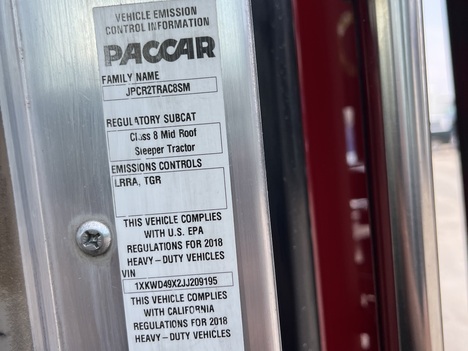 VEHICLE EMISSION
CONTROL INFORMATION
PACCAR
FAMILY NAME
JPCR2TRAC8SM
REGULATORY SUBCAT
Class 8 Mid Roof
Sleeper Tractor
EMISSIONS CONTROLS
LRRA, TGR
THIS VEHICLE COMPLIES
WITH U.S. EPA
REGULATIONS FOR 2018
HEAVY-DUTY VEHICLES
VIN
1XKWD49X2JJ209195
THIS VEHICLE COMPLIES
WITH CALIFORNIA
REGULATIONS FOR 2018
HEAVY-DUTY VEHICLES